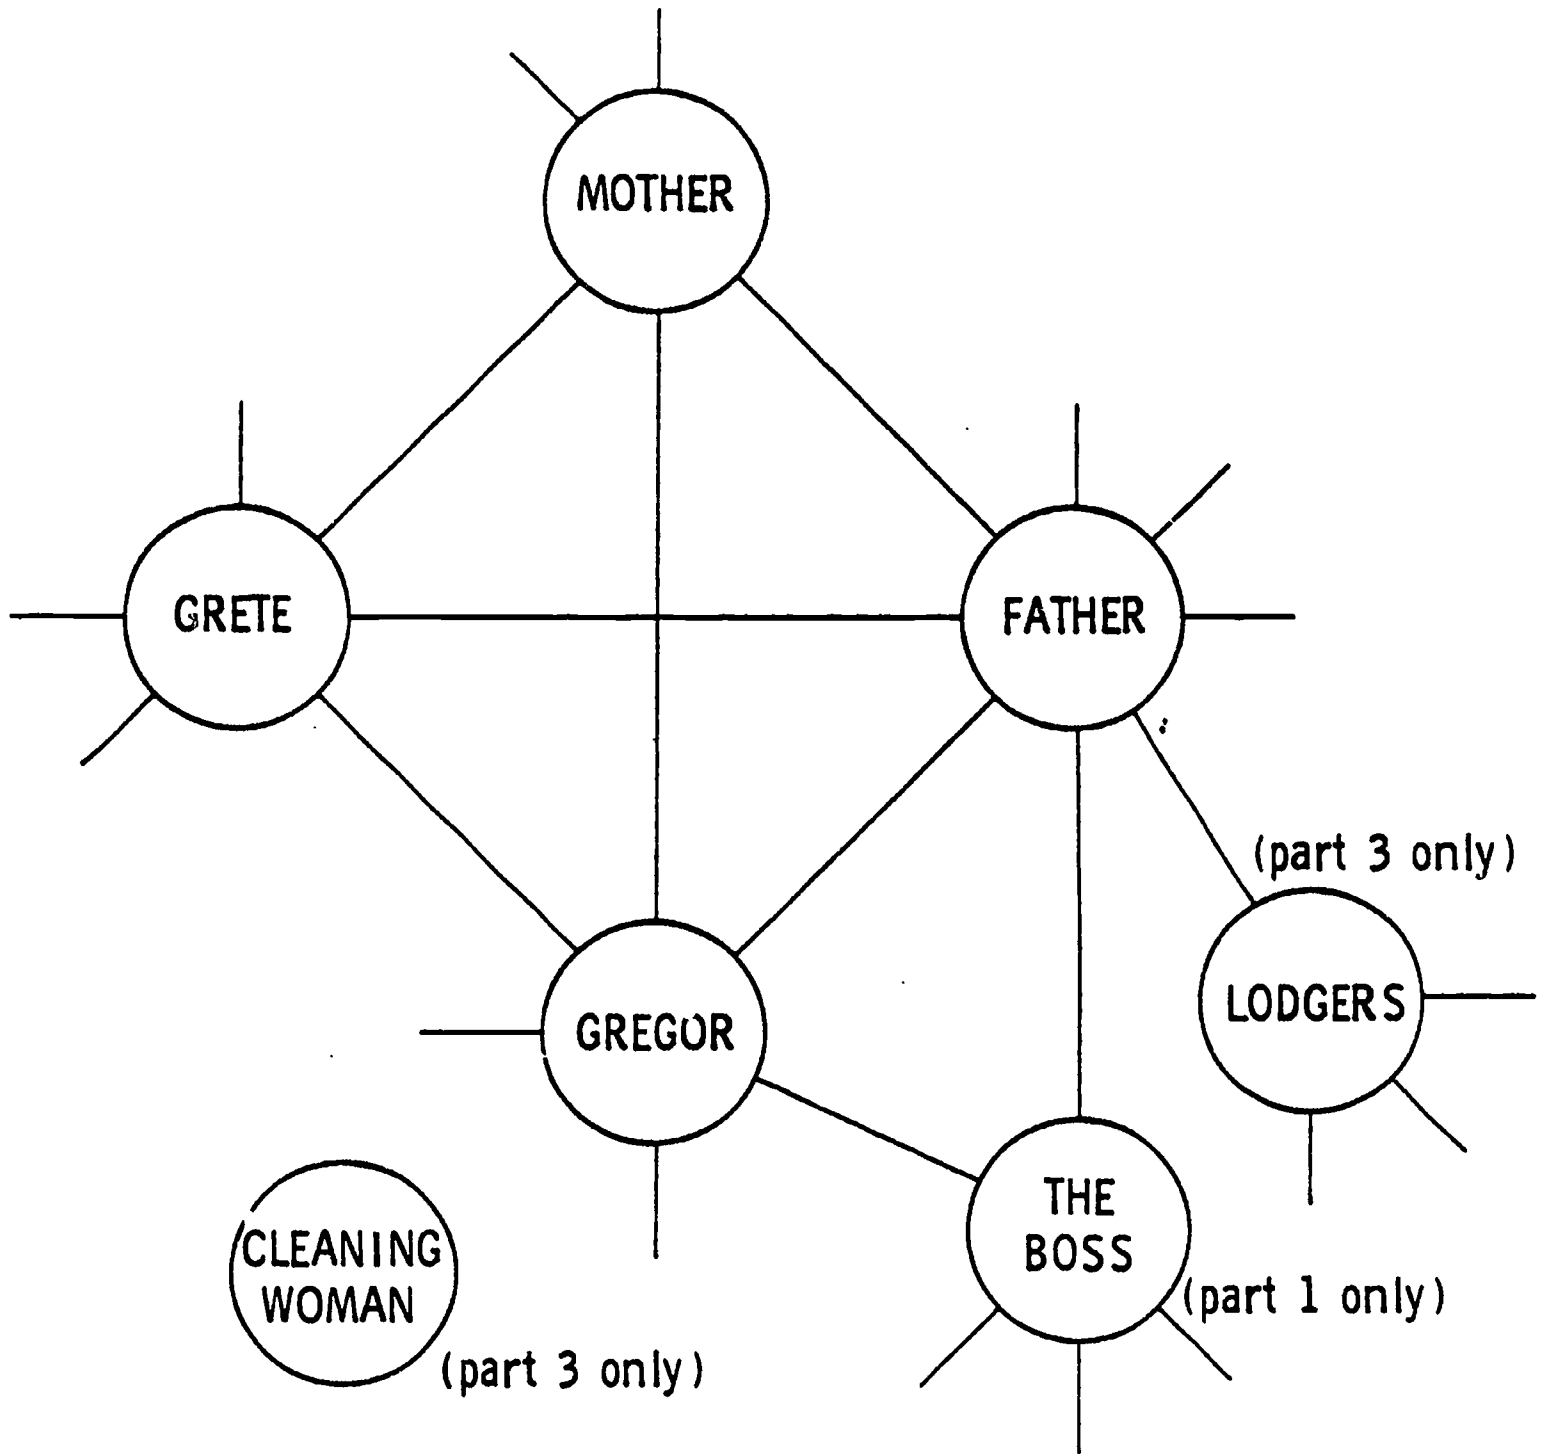 MOTHER
GRETE
FATHER
(part 3 only)
LODGERS
GREGOR
THE
BOSS
(part 1 only)
CLEANING
WOMAN
(part 3 only)